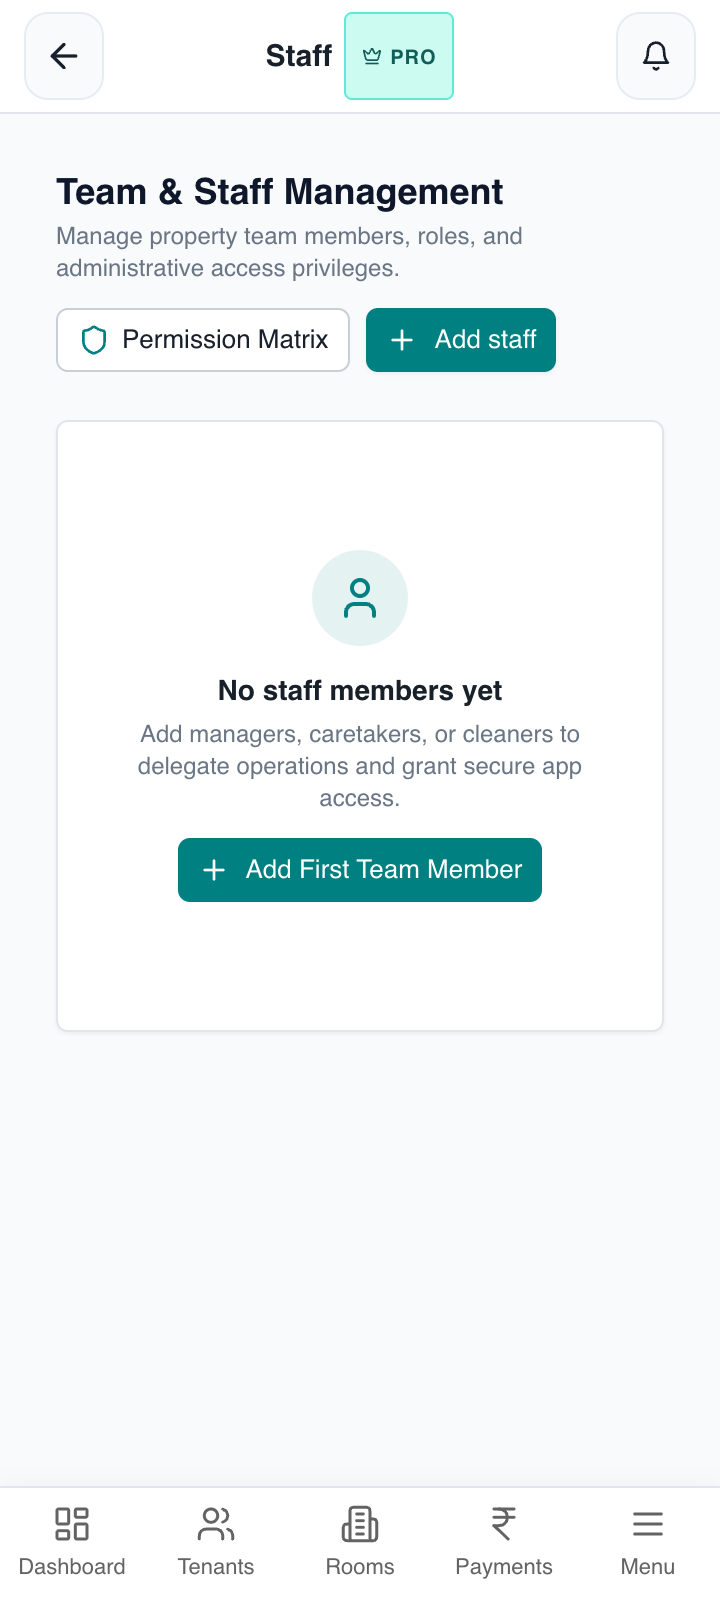 Staff
PRO
Team & Staff Management
Manage property team members, roles, and
administrative access privileges.
Permission Matrix
Add staff
No staff members yet
Add managers, caretakers, or cleaners to
delegate operations and grant secure app
access.
Add First Team Member
Dashboard
Tenants
Rooms
Payments
Menu